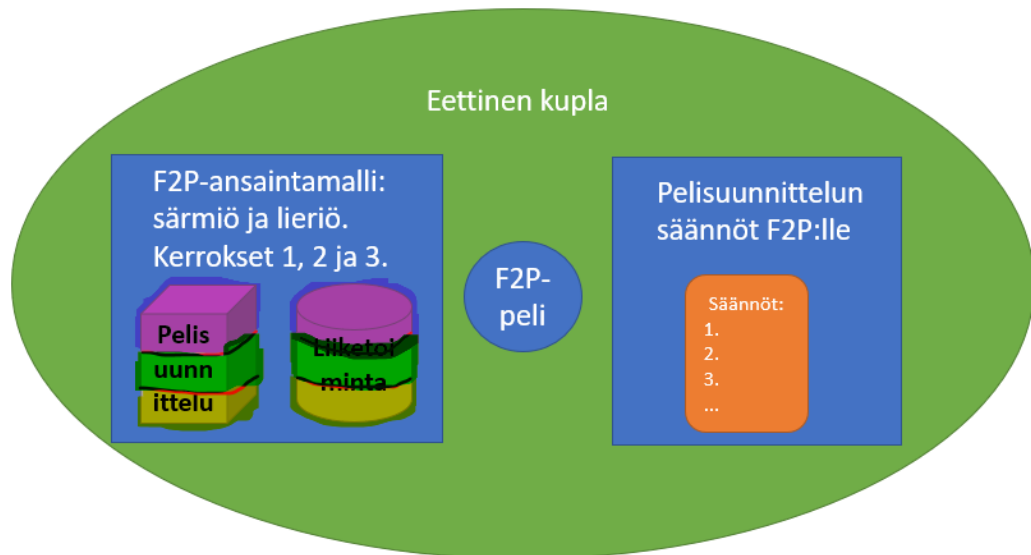 Eettinen kupla
F2P-ansaintamalli:
särmiö ja lieriö.
Kerrokset 1, 2 ja 3.
Pelis
uunn
ittelu
Liiketoi
minta
F2P-
peli
Pelisuunnittelun
säännöt F2P:lle
Säännöt:
1.
2.
3.
...